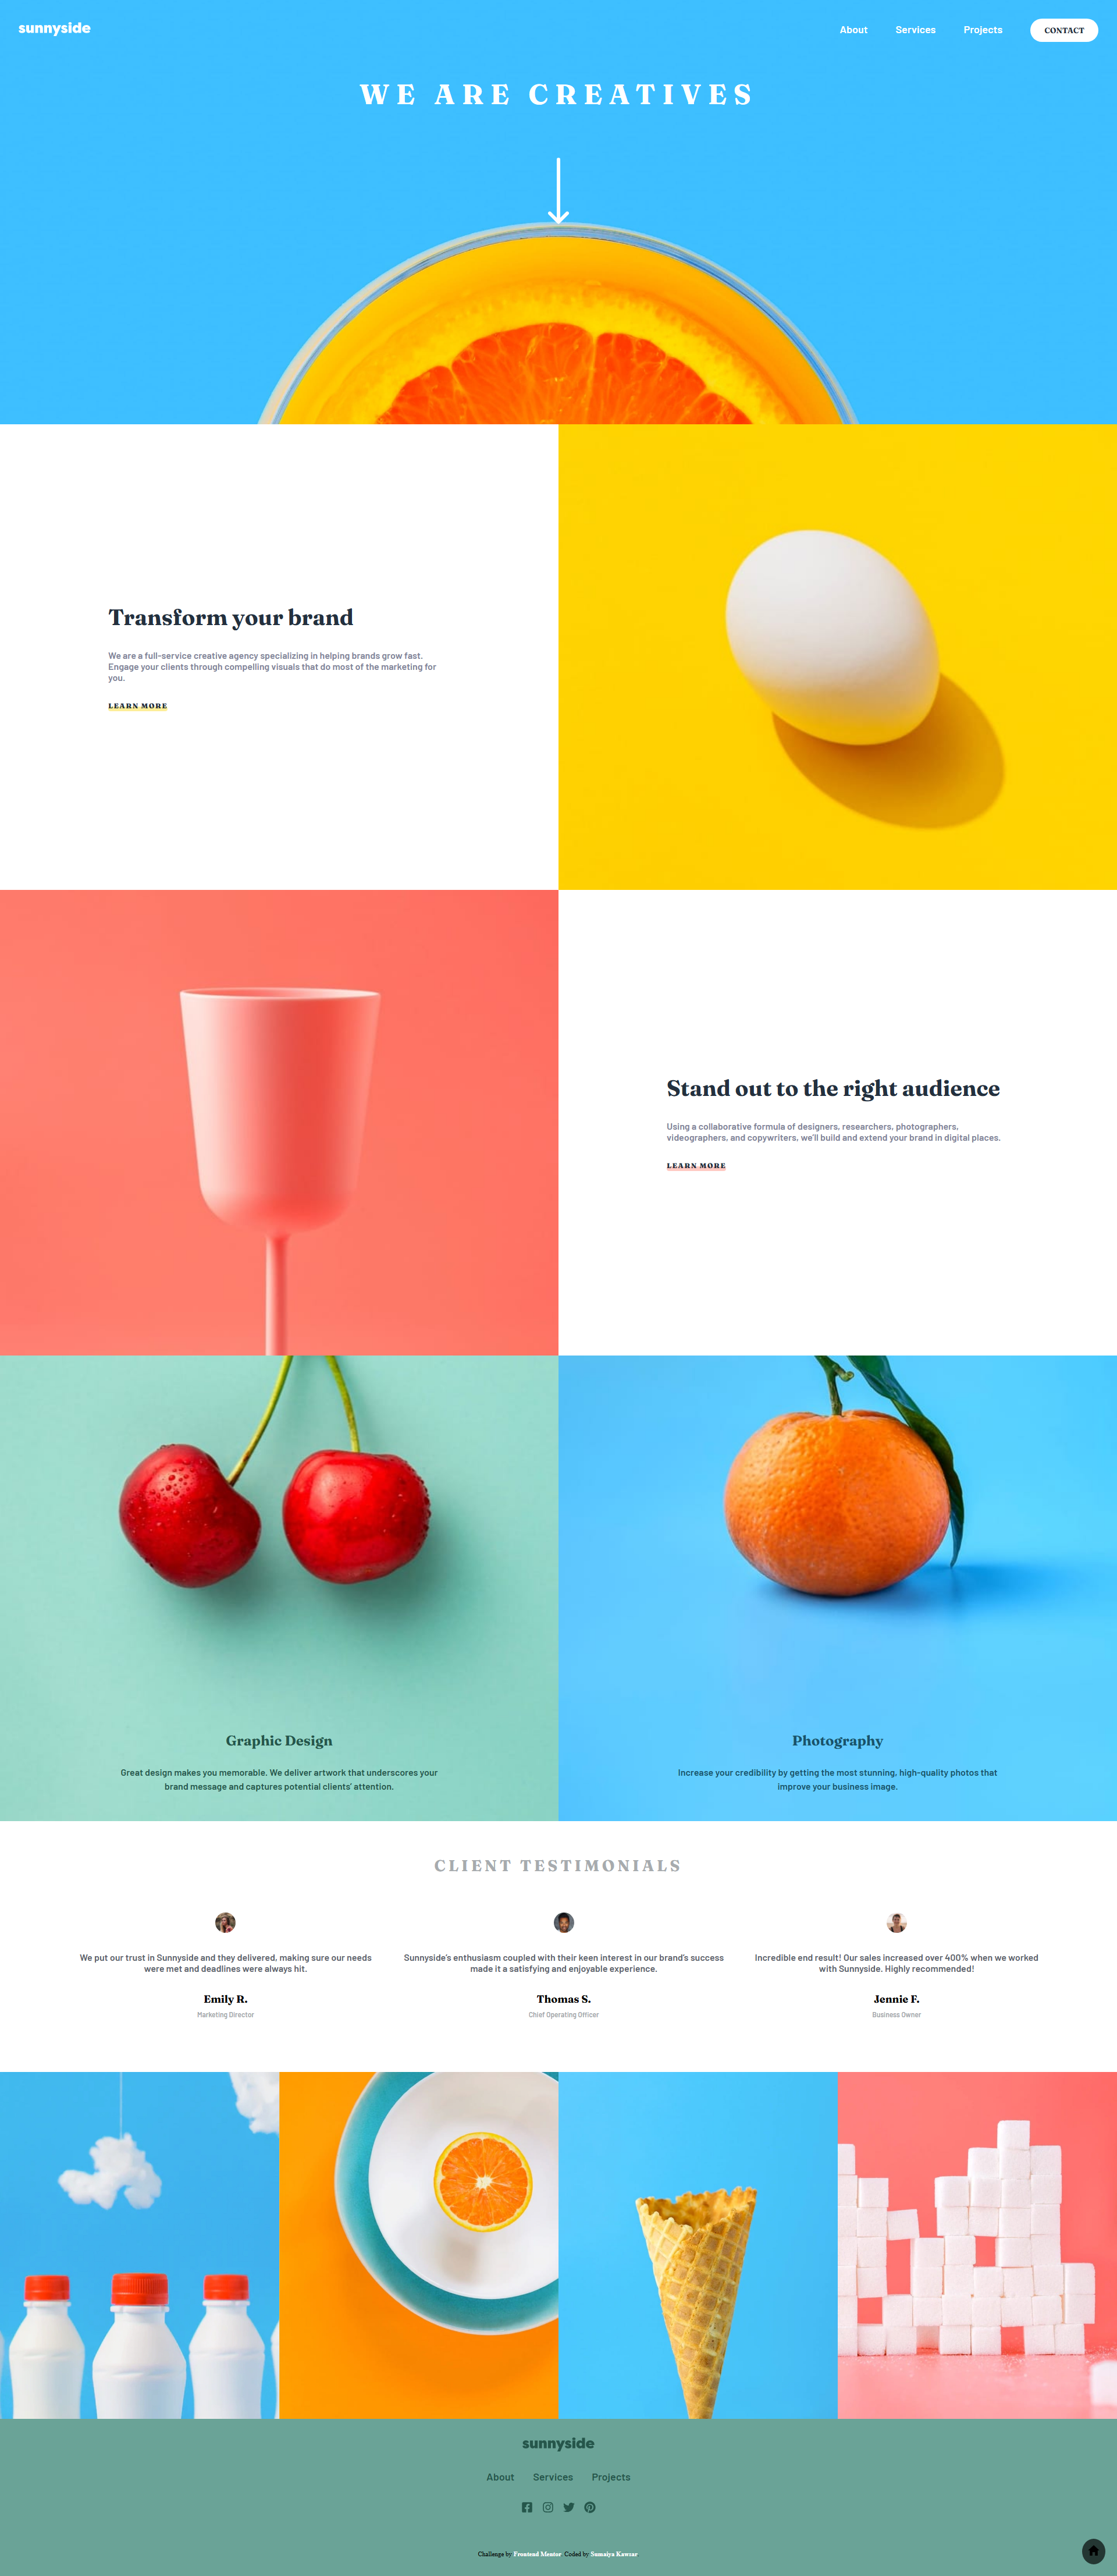 sunnyside
About Services Projects CONTACT
WE ARE CREATIVES
Transform your brand
We are a full-service creative agency specializing in helping brands grow fast.
Engage your clients through compelling visuals that do most of the marketing for
you.
LEARN MORE
Stand out to the right audience
Using a collaborative formula of designers, researchers, photographers,
videographers, and copywriters, we'll build and extend your brand in digital places.
LEARN MORE
Graphic Design
Great design makes you memorable. We deliver artwork that underscores your
brand message and captures potential clients' attention.
Photography
Increase your credibility by getting the most stunning, high-quality photos that
improve your business image.
CLIENT TESTIMONIALS
We put our trust in Sunnyside and they delivered, making sure our needs
were met and deadlines were always hit.
Emily R.
Marketing Director
Sunnyside's enthusiasm coupled with their keen interest in our brand's success
made it a satisfying and enjoyable experience.
Thomas S.
Chief Operating Officer
Incredible end result! Our sales increased over 400% when we worked
with Sunnyside. Highly recommended!
Jennie F.
Business Owner
sunnyside
About Services Projects
Challenge by Frontend Mentor. Coded by Sumaiya Kawsar.